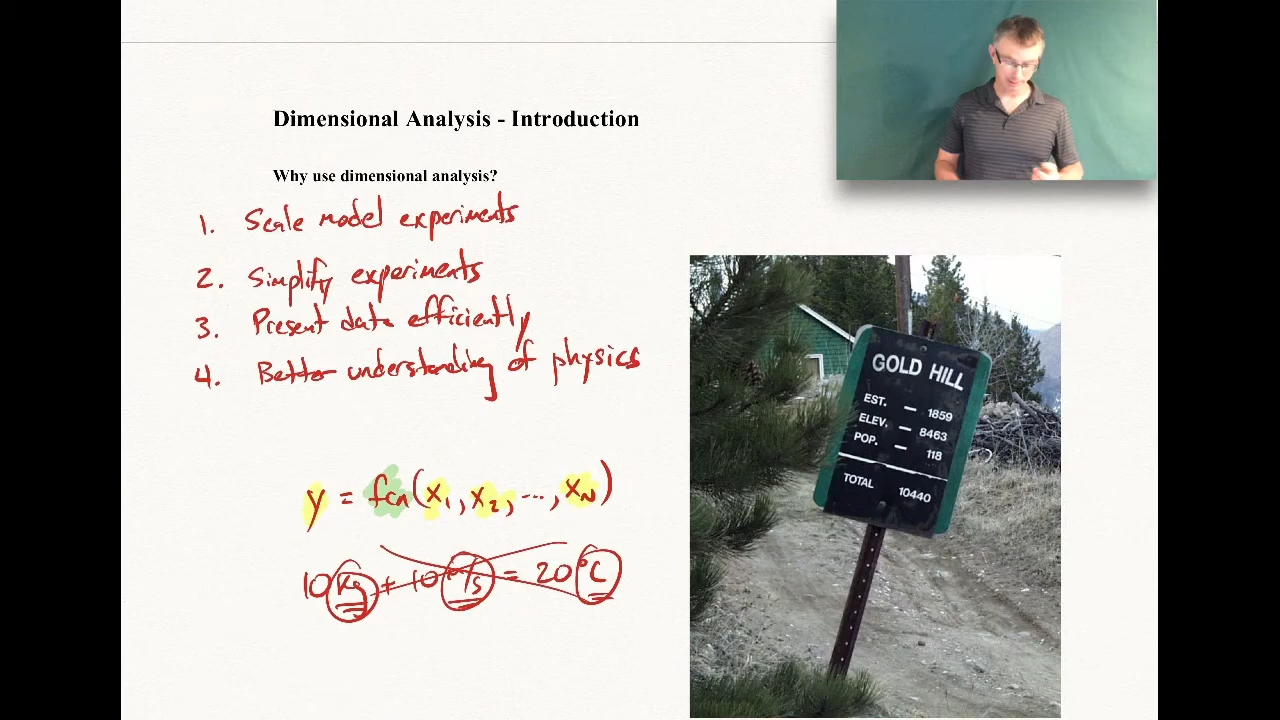 Dimensional Analysis - Introduction
Why use dimensional analysis?
1. Scale model experiments
2. Simplify experiments
3. Present data efficiently
4. Better understanding of physics
y = fcn(x₁, x₂, ..., x_N)
10 kg + 10 m/s = 20 °C
GOLD HILL
EST. — 1859
ELEV. — 8463
POP. — 118
TOTAL 10440